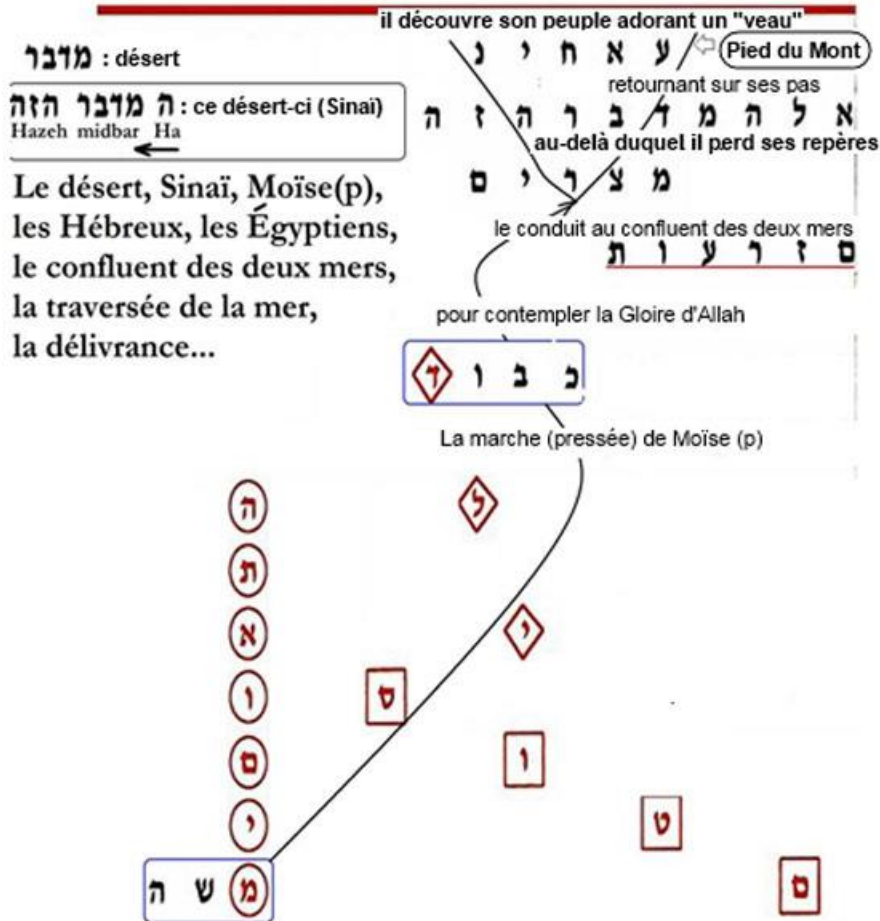 il découvre son peuple adorant un "veau"
ע א ח י נ
Pied du Mont
מדבר : désert
retournant sur ses pas
ה מדבר הזה : ce désert-ci (Sinaï)
Hazeh midbar Ha
א ל ה מ ד ב ר ה ז ה
au-delà duquel il perd ses repères
מ צ ר י ם
Le désert, Sinaï, Moïse(p),
les Hébreux, les Égyptiens,
le confluent des deux mers,
la traversée de la mer,
la délivrance...
le conduit au confluent des deux mers
ם ז ר ע ו ת
pour contempler la Gloire d'Allah
כ ב ו ד
La marche (pressée) de Moïse (p)
ל ה
ת
י א
ס ו
ו ם
ט י
ם מ ש ה